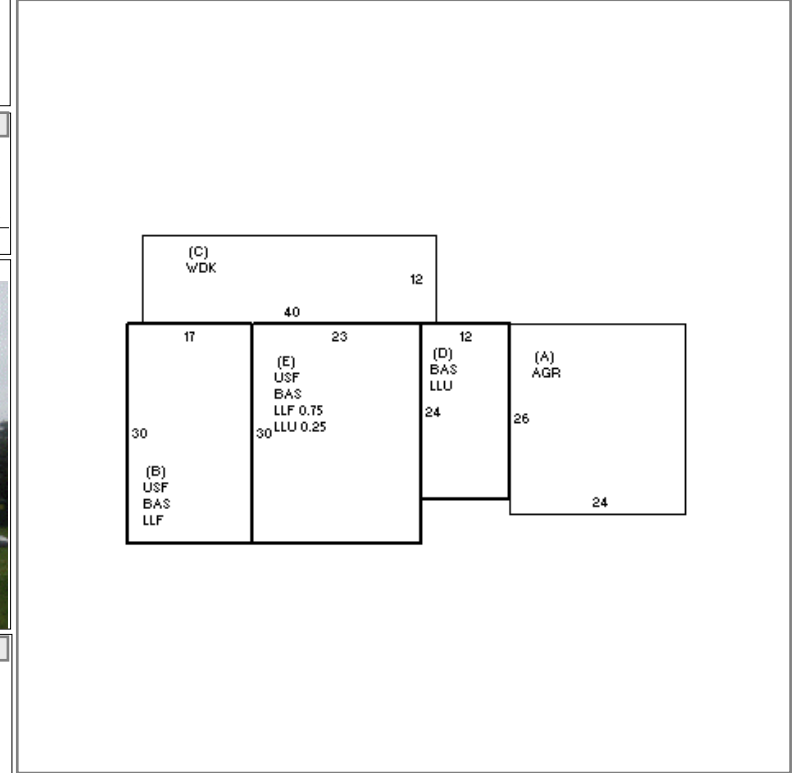 (C)
WDK
12
40
17
23
12
(E)
USF
BAS
LLF 0.75
LLU 0.25
30
(D)
BAS
LLU
24
(A)
AGR
26
24
30
(B)
USF
BAS
LLF